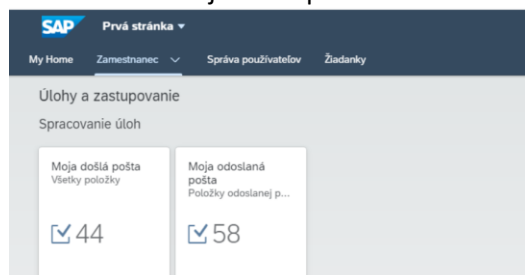 SAP Prvá stránka
My Home Zamestnanec Správa používateľov Žiadanky
Úlohy a zastupovanie
Spracovanie úloh
Moja došlá pošta
Všetky položky
44
Moja odoslaná
pošta
Položky odoslanej p...
58